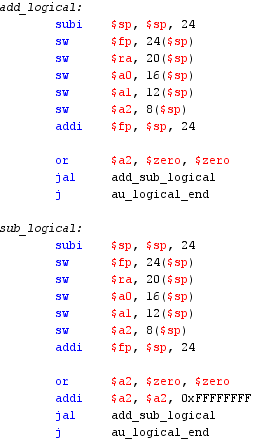 add_logical:
subi $sp, $sp, 24
sw $fp, 24($sp)
sw $ra, 20($sp)
sw $a0, 16($sp)
sw $a1, 12($sp)
sw $a2, 8($sp)
addi $fp, $sp, 24
or $a2, $zero, $zero
jal add_sub_logical
j au_logical_end
sub_logical:
subi $sp, $sp, 24
sw $fp, 24($sp)
sw $ra, 20($sp)
sw $a0, 16($sp)
sw $a1, 12($sp)
sw $a2, 8($sp)
addi $fp, $sp, 24
or $a2, $zero, $zero
addi $a2, $a2, 0xFFFFFFFF
jal add_sub_logical
j au_logical_end